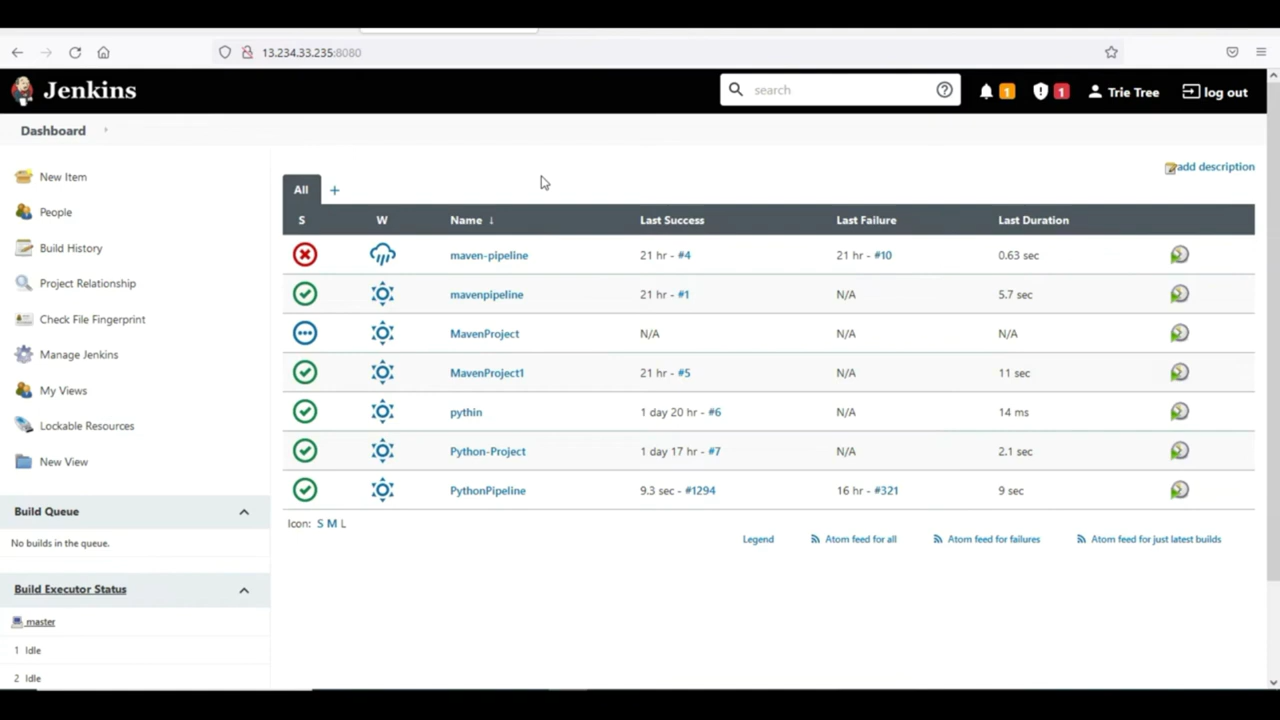 13.234.33.235:8080
Jenkins
search
1
1
Trie Tree
log out
Dashboard
add description
New Item
People
Build History
Project Relationship
Check File Fingerprint
Manage Jenkins
My Views
Lockable Resources
New View
Build Queue
No builds in the queue.
Build Executor Status
master
1 Idle
2 Idle
All +
S W Name ↓ Last Success Last Failure Last Duration
maven-pipeline 21 hr - #4 21 hr - #10 0.63 sec
mavenpipeline 21 hr - #1 N/A 5.7 sec
MavenProject N/A N/A N/A
MavenProject1 21 hr - #5 N/A 11 sec
pythin 1 day 20 hr - #6 N/A 14 ms
Python-Project 1 day 17 hr - #7 N/A 2.1 sec
PythonPipeline 9.3 sec - #1294 16 hr - #321 9 sec
Icon: S M L
Legend Atom feed for all Atom feed for failures Atom feed for just latest builds